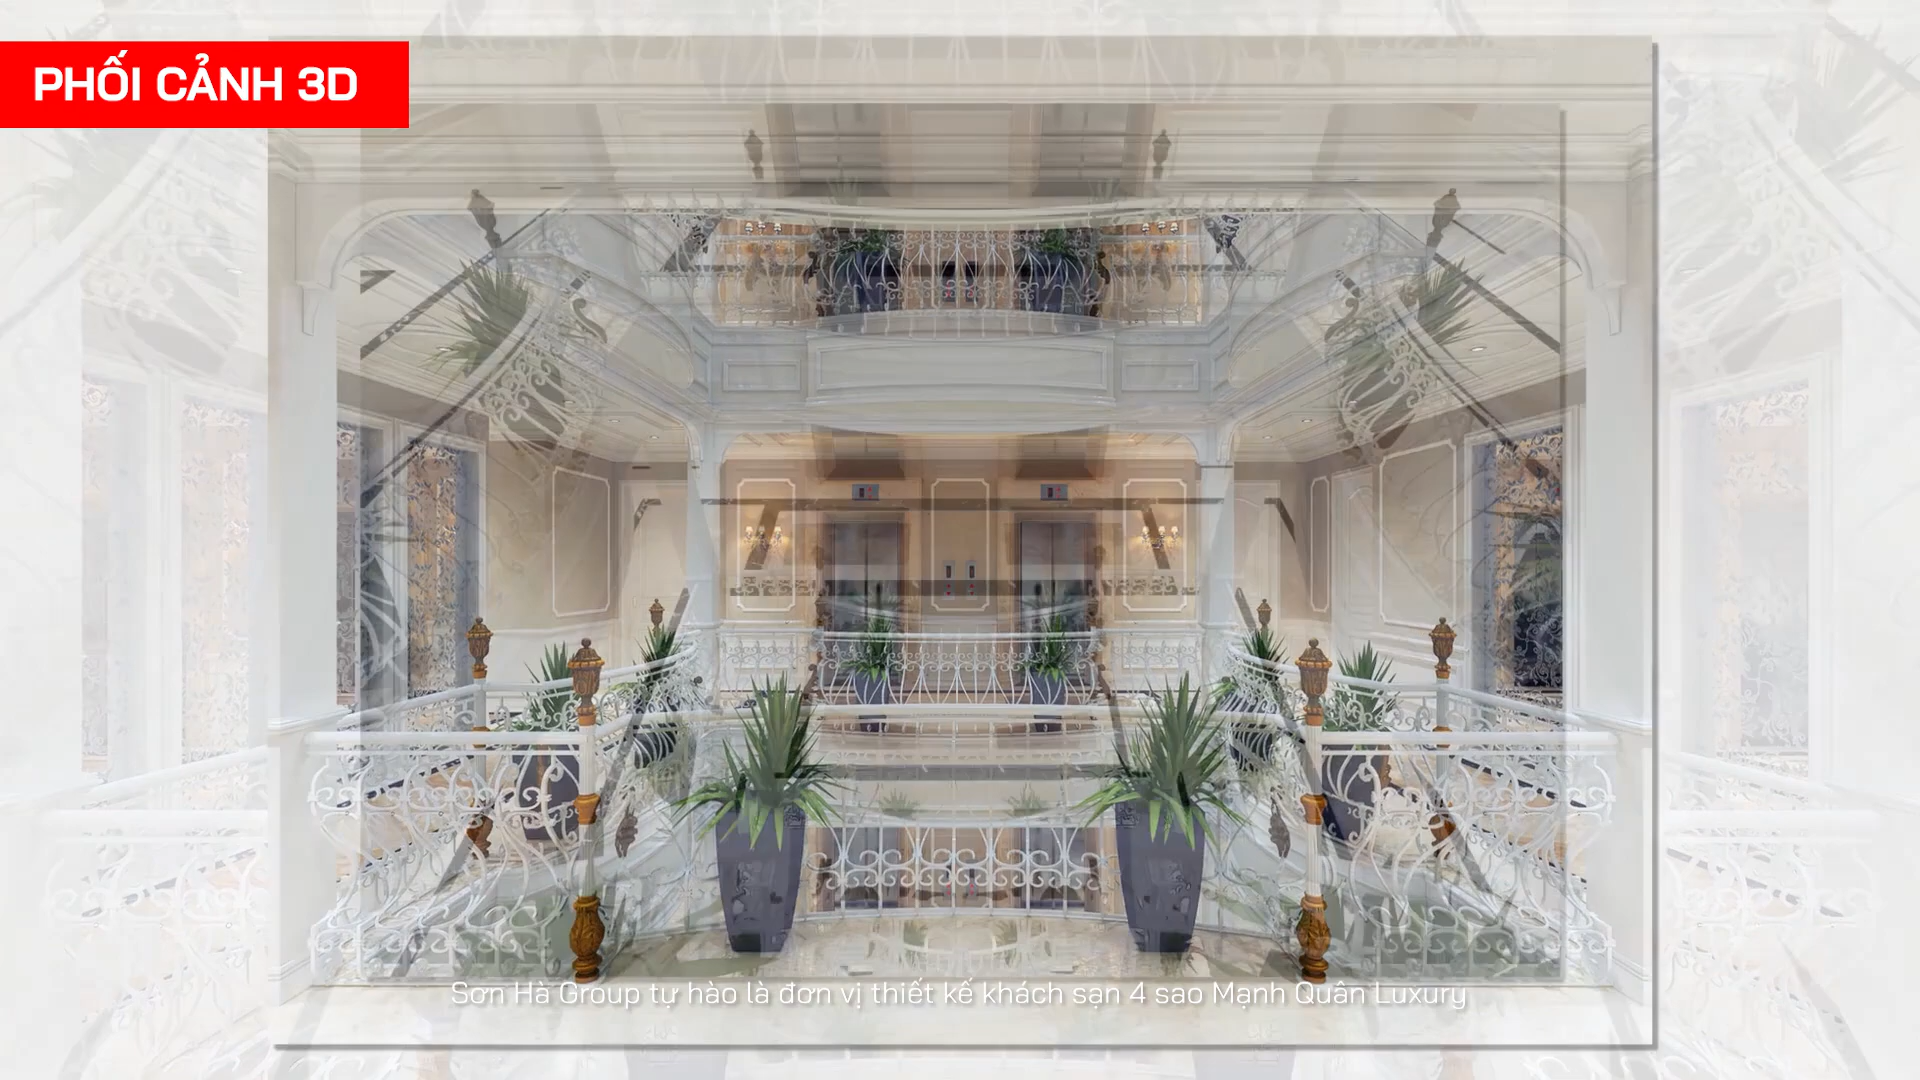 PHỐI CẢNH 3D
Sơn Hà Group tự hào là đơn vị thiết kế khách sạn 4 sao Mạnh Quân Luxury